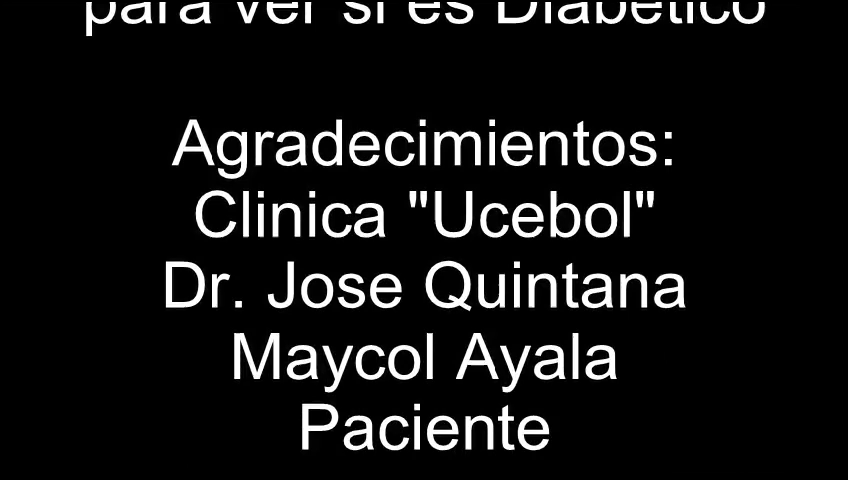 para ver si es Diabetico
Agradecimientos:
Clinica "Ucebol"
Dr. Jose Quintana
Maycol Ayala
Paciente